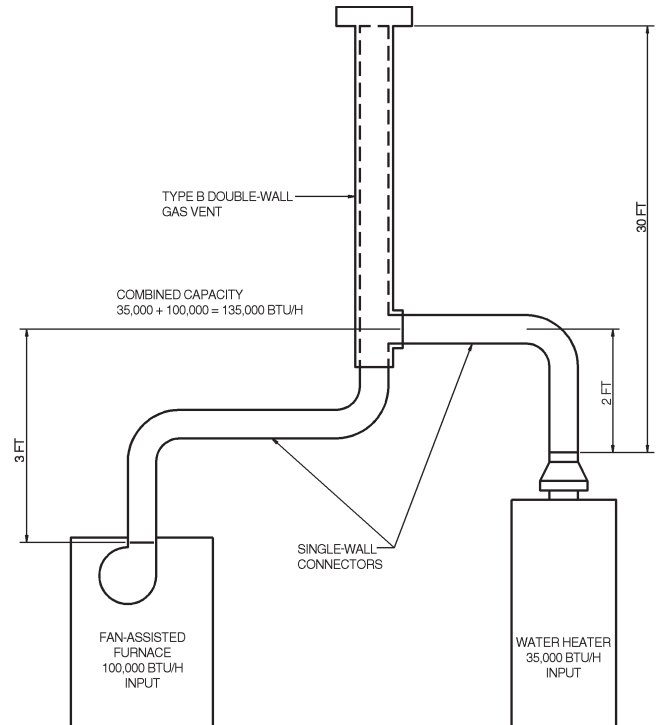 TYPE B DOUBLE-WALL
GAS VENT
30 FT
COMBINED CAPACITY
35,000 + 100,000 = 135,000 BTU/H
2 FT
3 FT
SINGLE-WALL
CONNECTORS
FAN-ASSISTED
FURNACE
100,000 BTU/H
INPUT
WATER HEATER
35,000 BTU/H
INPUT